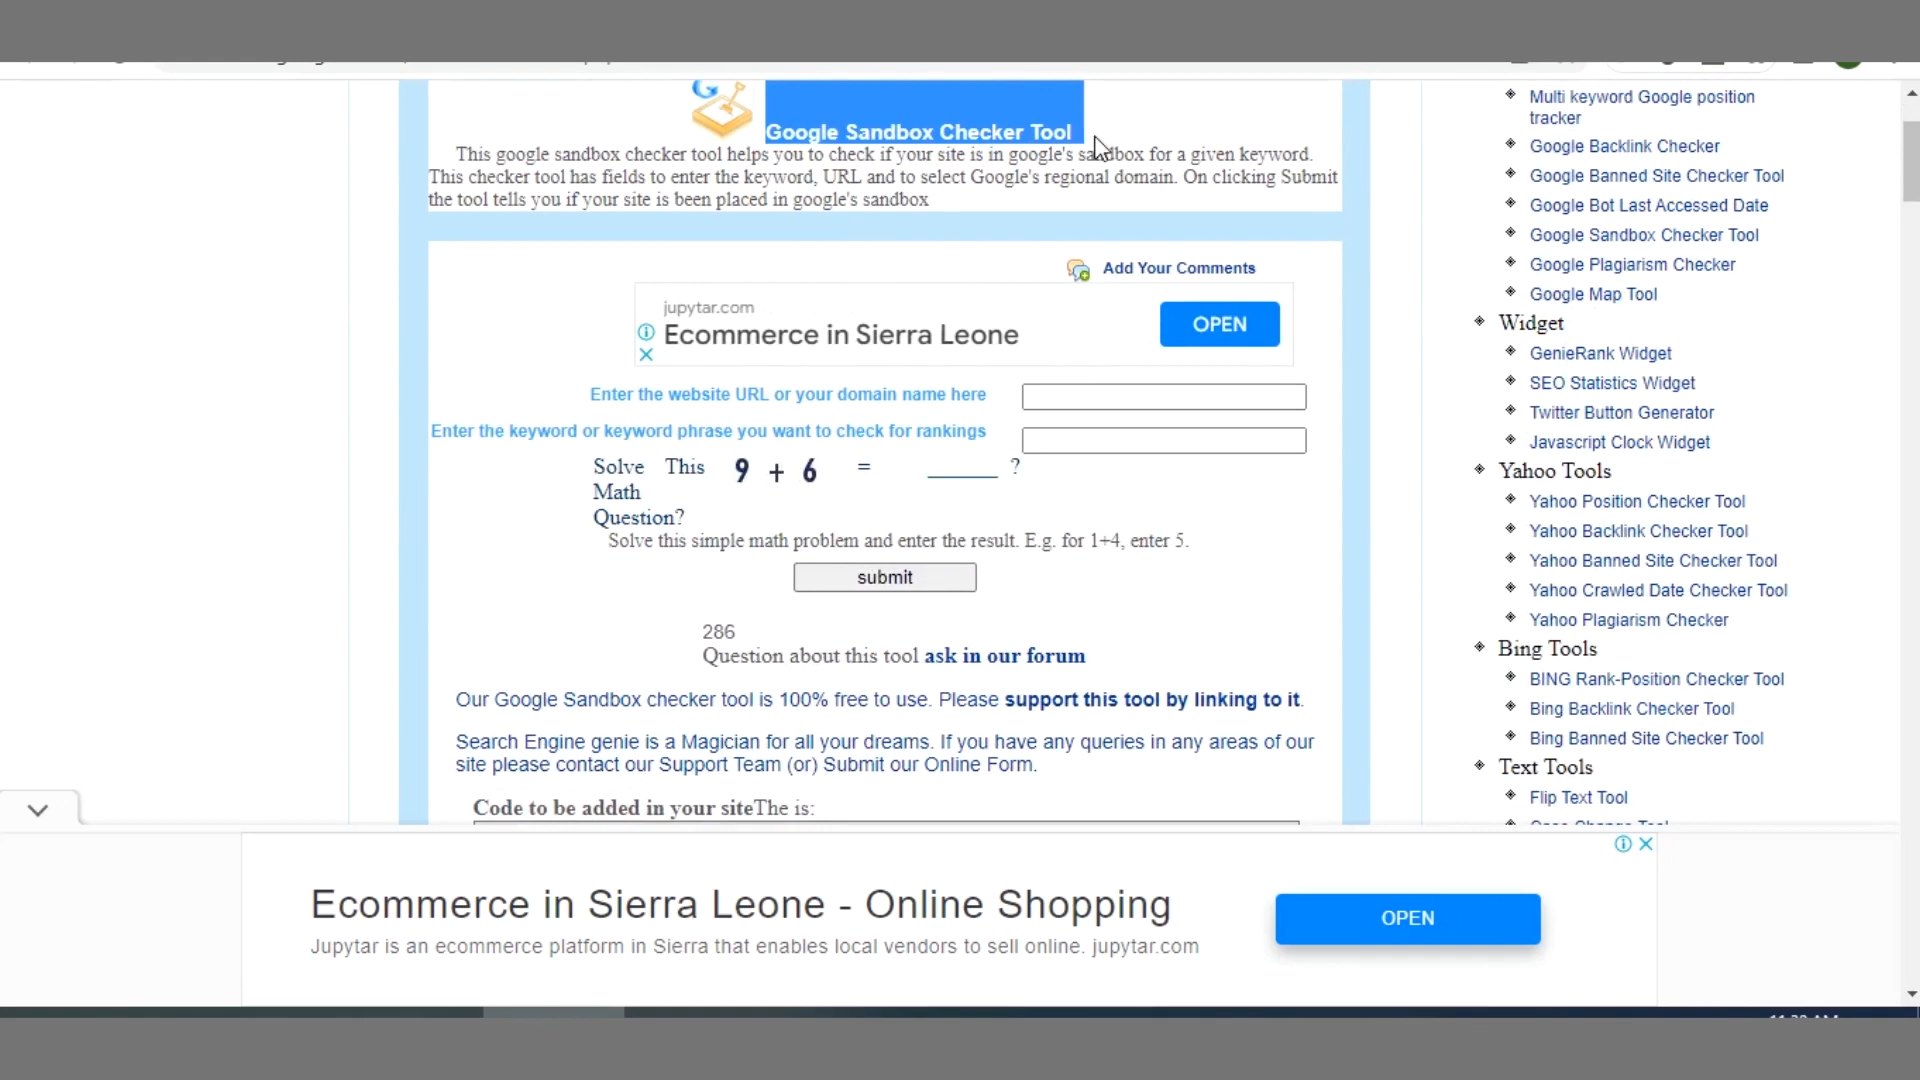 Google Sandbox Checker Tool
This google sandbox checker tool helps you to check if your site is in google's sandbox for a given keyword.
This checker tool has fields to enter the keyword, URL and to select Google's regional domain. On clicking Submit
the tool tells you if your site is been placed in google's sandbox
Add Your Comments
jupytar.com
Ecommerce in Sierra Leone
OPEN
Enter the website URL or your domain name here
Enter the keyword or keyword phrase you want to check for rankings
Solve This 9 + 6 = ______ ?
Math
Question?
Solve this simple math problem and enter the result. E.g. for 1+4, enter 5.
submit
286
Question about this tool ask in our forum
Our Google Sandbox checker tool is 100% free to use. Please support this tool by linking to it.
Search Engine genie is a Magician for all your dreams. If you have any queries in any areas of our
site please contact our Support Team (or) Submit our Online Form.
Code to be added in your siteThe is:
Multi keyword Google position
tracker
Google Backlink Checker
Google Banned Site Checker Tool
Google Bot Last Accessed Date
Google Sandbox Checker Tool
Google Plagiarism Checker
Google Map Tool
Widget
GenieRank Widget
SEO Statistics Widget
Twitter Button Generator
Javascript Clock Widget
Yahoo Tools
Yahoo Position Checker Tool
Yahoo Backlink Checker Tool
Yahoo Banned Site Checker Tool
Yahoo Crawled Date Checker Tool
Yahoo Plagiarism Checker
Bing Tools
BING Rank-Position Checker Tool
Bing Backlink Checker Tool
Bing Banned Site Checker Tool
Text Tools
Flip Text Tool
Ecommerce in Sierra Leone - Online Shopping
Jupytar is an ecommerce platform in Sierra that enables local vendors to sell online. jupytar.com
OPEN